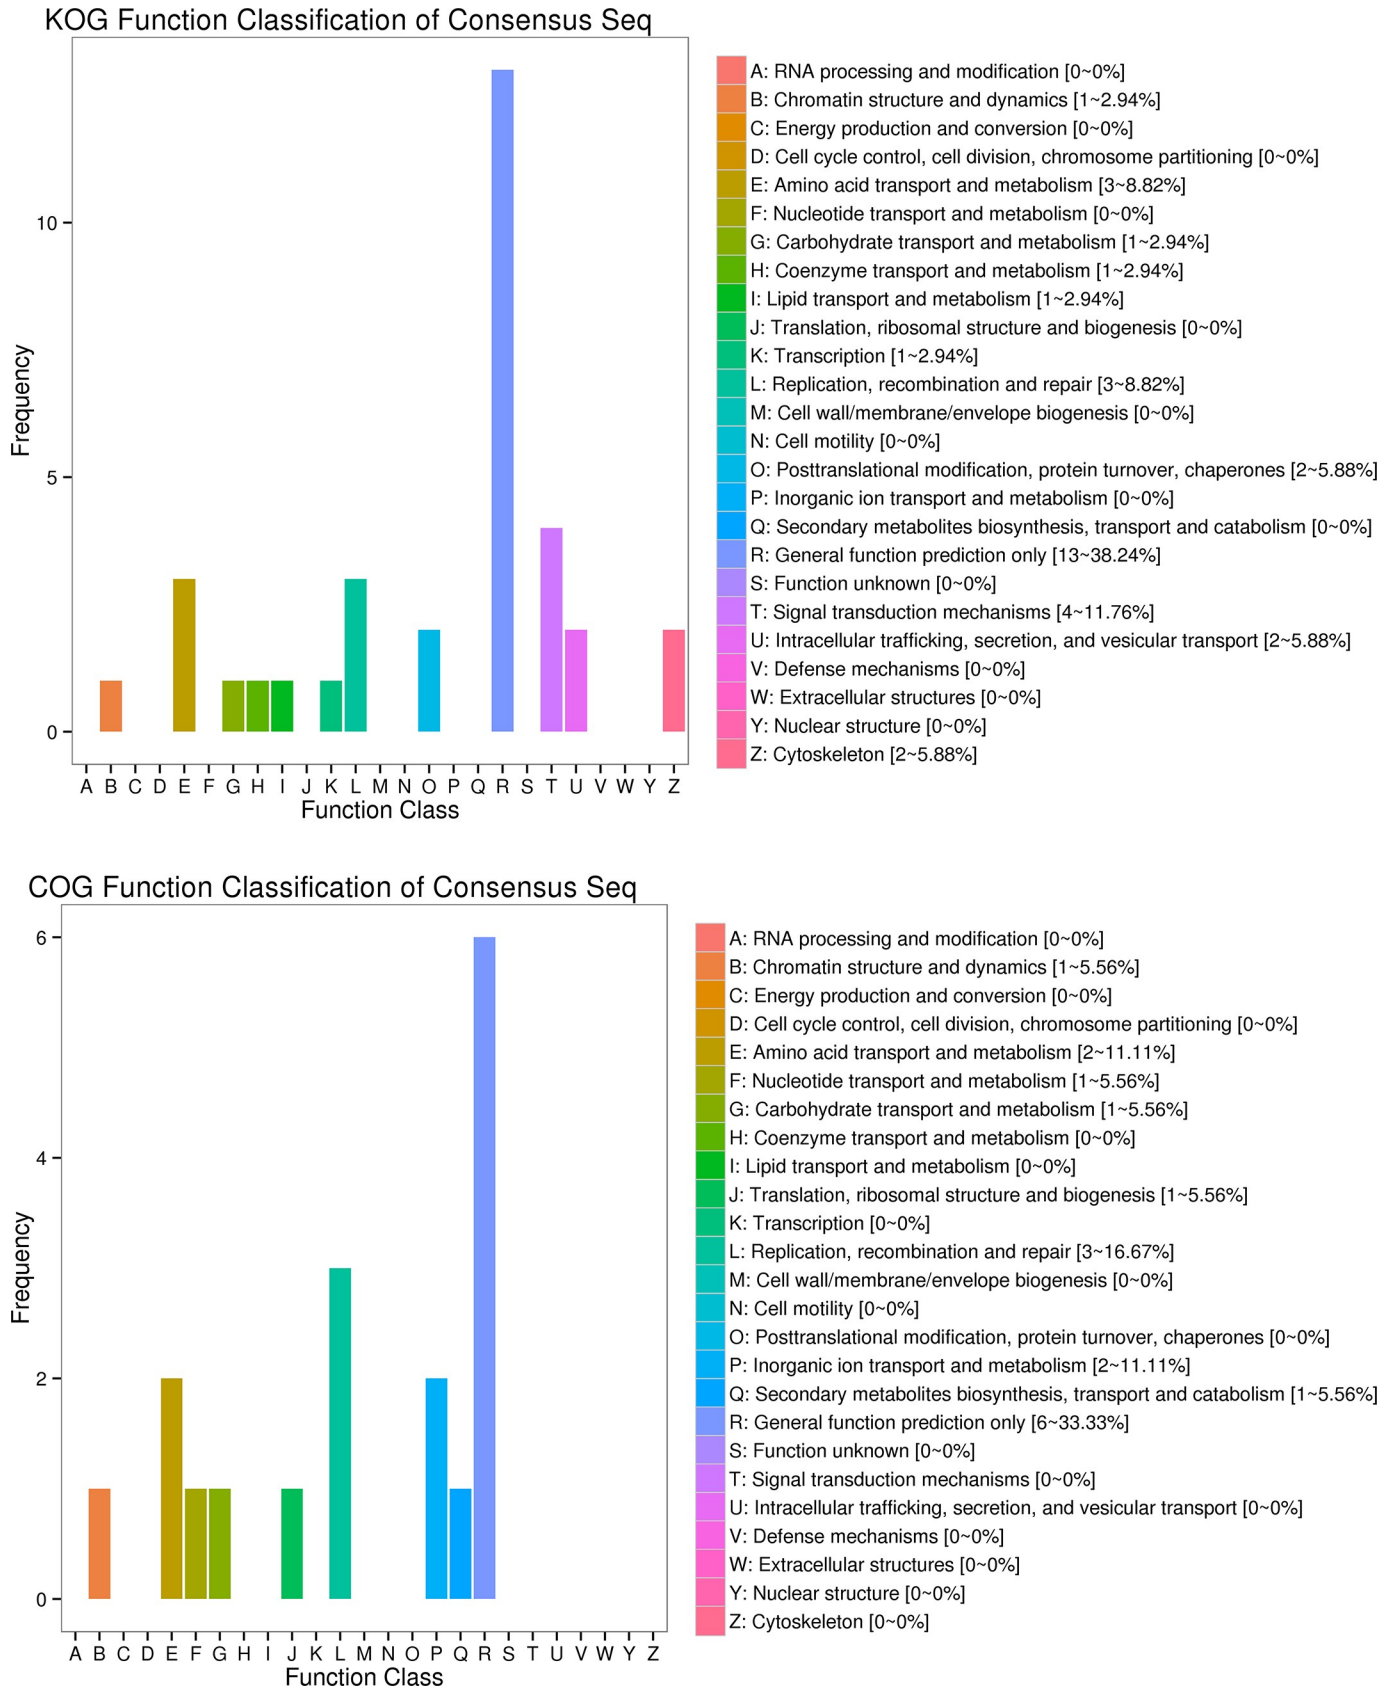 KOG Function Classification of Consensus Seq
10
5
0
Frequency
A B C D E F G H I J K L M N O P Q R S T U V W Y Z
Function Class
A: RNA processing and modification [0~0%]
B: Chromatin structure and dynamics [1~2.94%]
C: Energy production and conversion [0~0%]
D: Cell cycle control, cell division, chromosome partitioning [0~0%]
E: Amino acid transport and metabolism [3~8.82%]
F: Nucleotide transport and metabolism [0~0%]
G: Carbohydrate transport and metabolism [1~2.94%]
H: Coenzyme transport and metabolism [1~2.94%]
I: Lipid transport and metabolism [1~2.94%]
J: Translation, ribosomal structure and biogenesis [0~0%]
K: Transcription [1~2.94%]
L: Replication, recombination and repair [3~8.82%]
M: Cell wall/membrane/envelope biogenesis [0~0%]
N: Cell motility [0~0%]
O: Posttranslational modification, protein turnover, chaperones [2~5.88%]
P: Inorganic ion transport and metabolism [0~0%]
Q: Secondary metabolites biosynthesis, transport and catabolism [0~0%]
R: General function prediction only [13~38.24%]
S: Function unknown [0~0%]
T: Signal transduction mechanisms [4~11.76%]
U: Intracellular trafficking, secretion, and vesicular transport [2~5.88%]
V: Defense mechanisms [0~0%]
W: Extracellular structures [0~0%]
Y: Nuclear structure [0~0%]
Z: Cytoskeleton [2~5.88%]
COG Function Classification of Consensus Seq
6
4
2
0
Frequency
A B C D E F G H I J K L M N O P Q R S T U V W Y Z
Function Class
A: RNA processing and modification [0~0%]
B: Chromatin structure and dynamics [1~5.56%]
C: Energy production and conversion [0~0%]
D: Cell cycle control, cell division, chromosome partitioning [0~0%]
E: Amino acid transport and metabolism [2~11.11%]
F: Nucleotide transport and metabolism [1~5.56%]
G: Carbohydrate transport and metabolism [1~5.56%]
H: Coenzyme transport and metabolism [0~0%]
I: Lipid transport and metabolism [0~0%]
J: Translation, ribosomal structure and biogenesis [1~5.56%]
K: Transcription [0~0%]
L: Replication, recombination and repair [3~16.67%]
M: Cell wall/membrane/envelope biogenesis [0~0%]
N: Cell motility [0~0%]
O: Posttranslational modification, protein turnover, chaperones [0~0%]
P: Inorganic ion transport and metabolism [2~11.11%]
Q: Secondary metabolites biosynthesis, transport and catabolism [1~5.56%]
R: General function prediction only [6~33.33%]
S: Function unknown [0~0%]
T: Signal transduction mechanisms [0~0%]
U: Intracellular trafficking, secretion, and vesicular transport [0~0%]
V: Defense mechanisms [0~0%]
W: Extracellular structures [0~0%]
Y: Nuclear structure [0~0%]
Z: Cytoskeleton [0~0%]